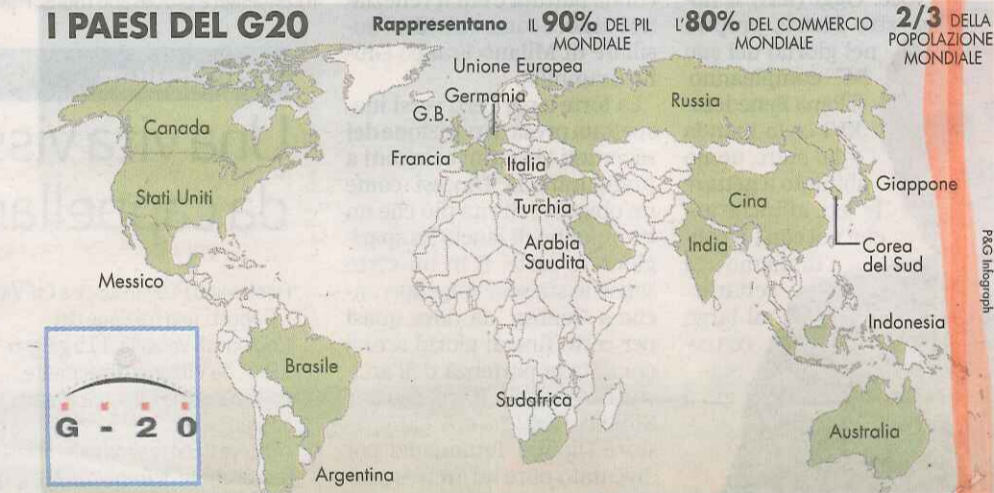 I PAESI DEL G20
Rappresentano IL 90% DEL PIL MONDIALE
L'80% DEL COMMERCIO MONDIALE
2/3 DELLA POPOLAZIONE MONDIALE
Unione Europea
Germania
G.B.
Francia
Italia
Turchia
Arabia
Saudita
Russia
Cina
India
Giappone
Corea
del Sud
Indonesia
Australia
Canada
Stati Uniti
Messico
Brasile
Argentina
Sudafrica
G - 2 0
P&G Infograph